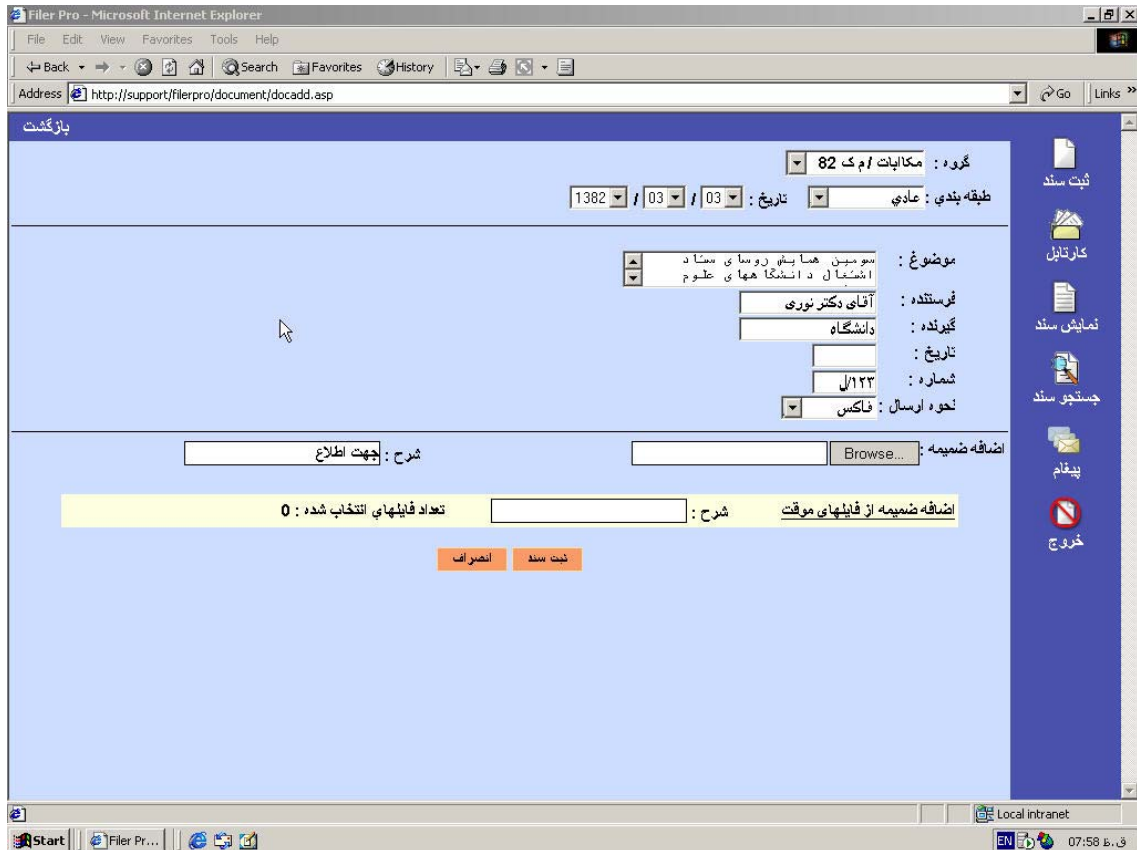 Filer Pro - Microsoft Internet Explorer
File Edit View Favorites Tools Help
Back Search Favorites History
Address http://support/filerpro/document/docadd.asp Go Links »
بازگشت
گروه : مکاابات / م ک 82
طبقه بندي : عادي تاريخ : 03 / 03 / 1382
موضوع :
سومین همایش روسای ستاد
اشتغال دانشگاههای علوم
فرستنده : آقای دکتر نوری
گیرنده : دانشگاه
تاریخ :
شماره : ۱۲۳/ل
نحوه ارسال : فاکس
اضافه ضمیمه : Browse... شرح : جهت اطلاع
اضافه ضمیمه از فایلهای موقت شرح : تعداد فایلهاي انتخاب شده : 0
ثبت سند انصراف
ثبت سند
کارتابل
نمایش سند
جستجو سند
پیغام
خروج
Local intranet
Start Filer Pr... EN 07:58 ق.ظ